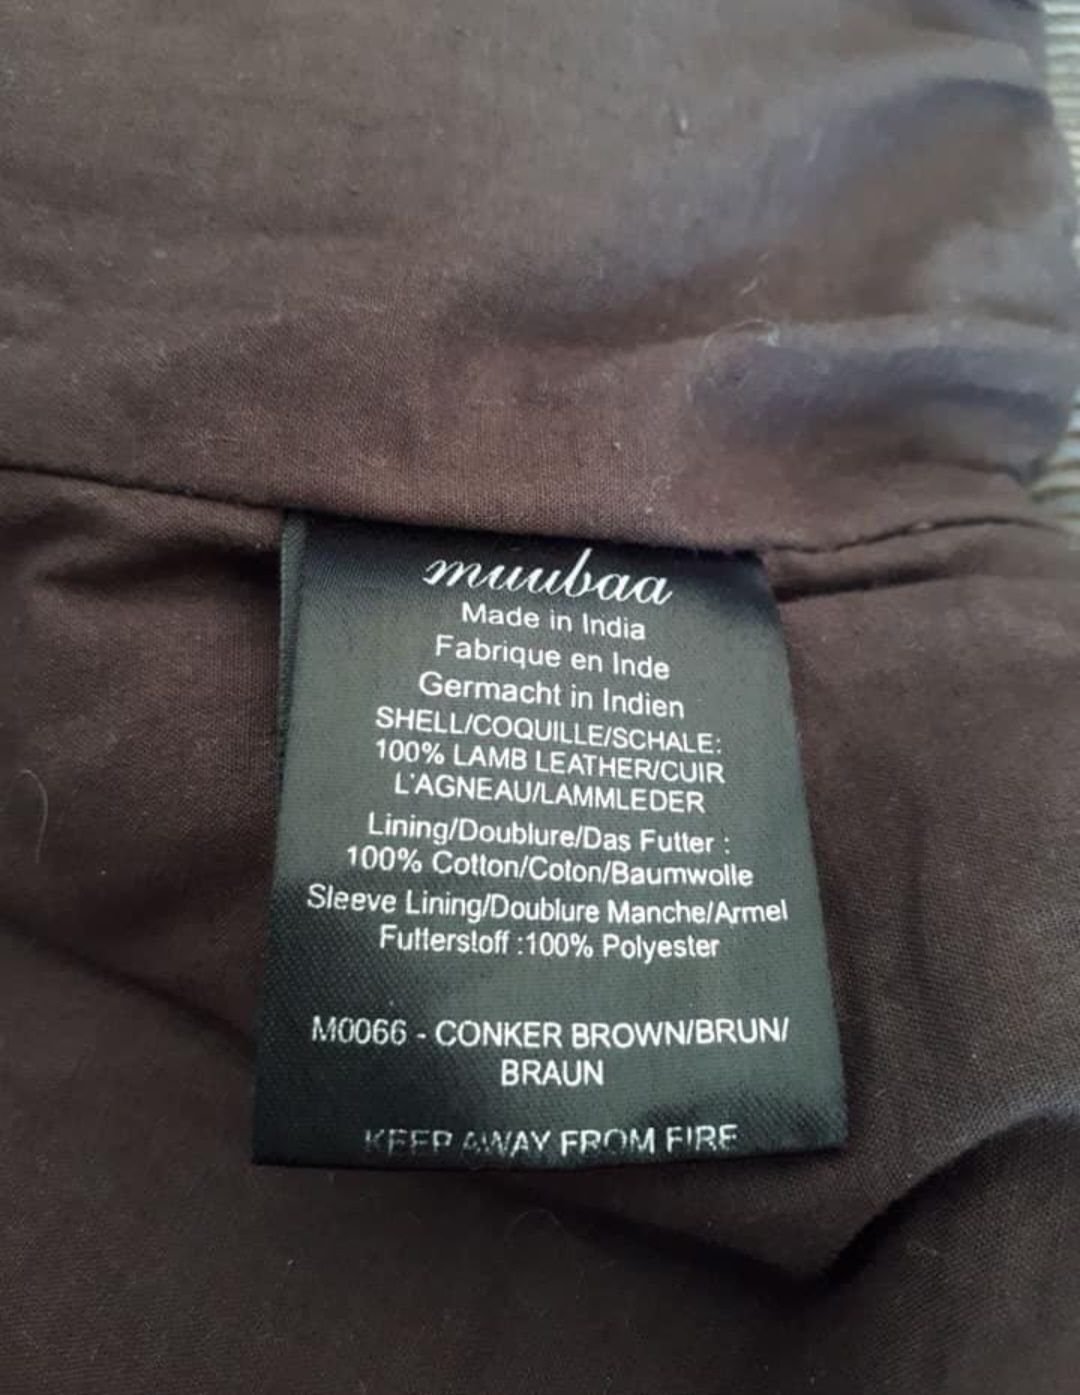 muubaa
Made in India
Fabrique en Inde
Germacht in Indien
SHELL/COQUILLE/SCHALE:
100% LAMB LEATHER/CUIR
L'AGNEAU/LAMMLEDER
Lining/Doublure/Das Futter :
100% Cotton/Coton/Baumwolle
Sleeve Lining/Doublure Manche/Armel
Futterstoff :100% Polyester
M0066 - CONKER BROWN/BRUN/
BRAUN
KEEP AWAY FROM FIRE